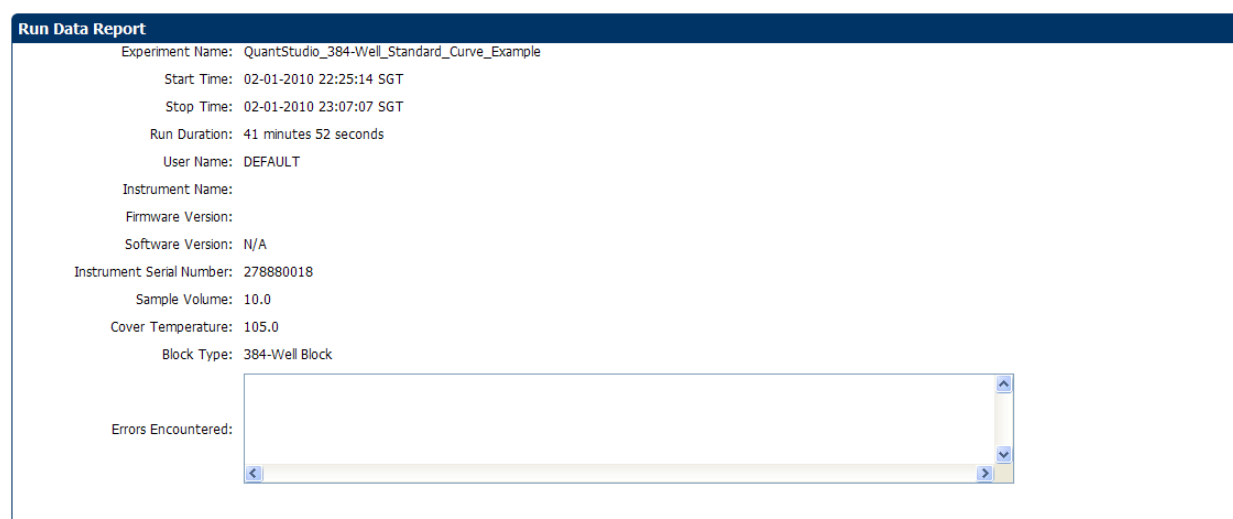 Run Data Report
Experiment Name: QuantStudio_384-Well_Standard_Curve_Example
Start Time: 02-01-2010 22:25:14 SGT
Stop Time: 02-01-2010 23:07:07 SGT
Run Duration: 41 minutes 52 seconds
User Name: DEFAULT
Instrument Name:
Firmware Version:
Software Version: N/A
Instrument Serial Number: 278880018
Sample Volume: 10.0
Cover Temperature: 105.0
Block Type: 384-Well Block
Errors Encountered: